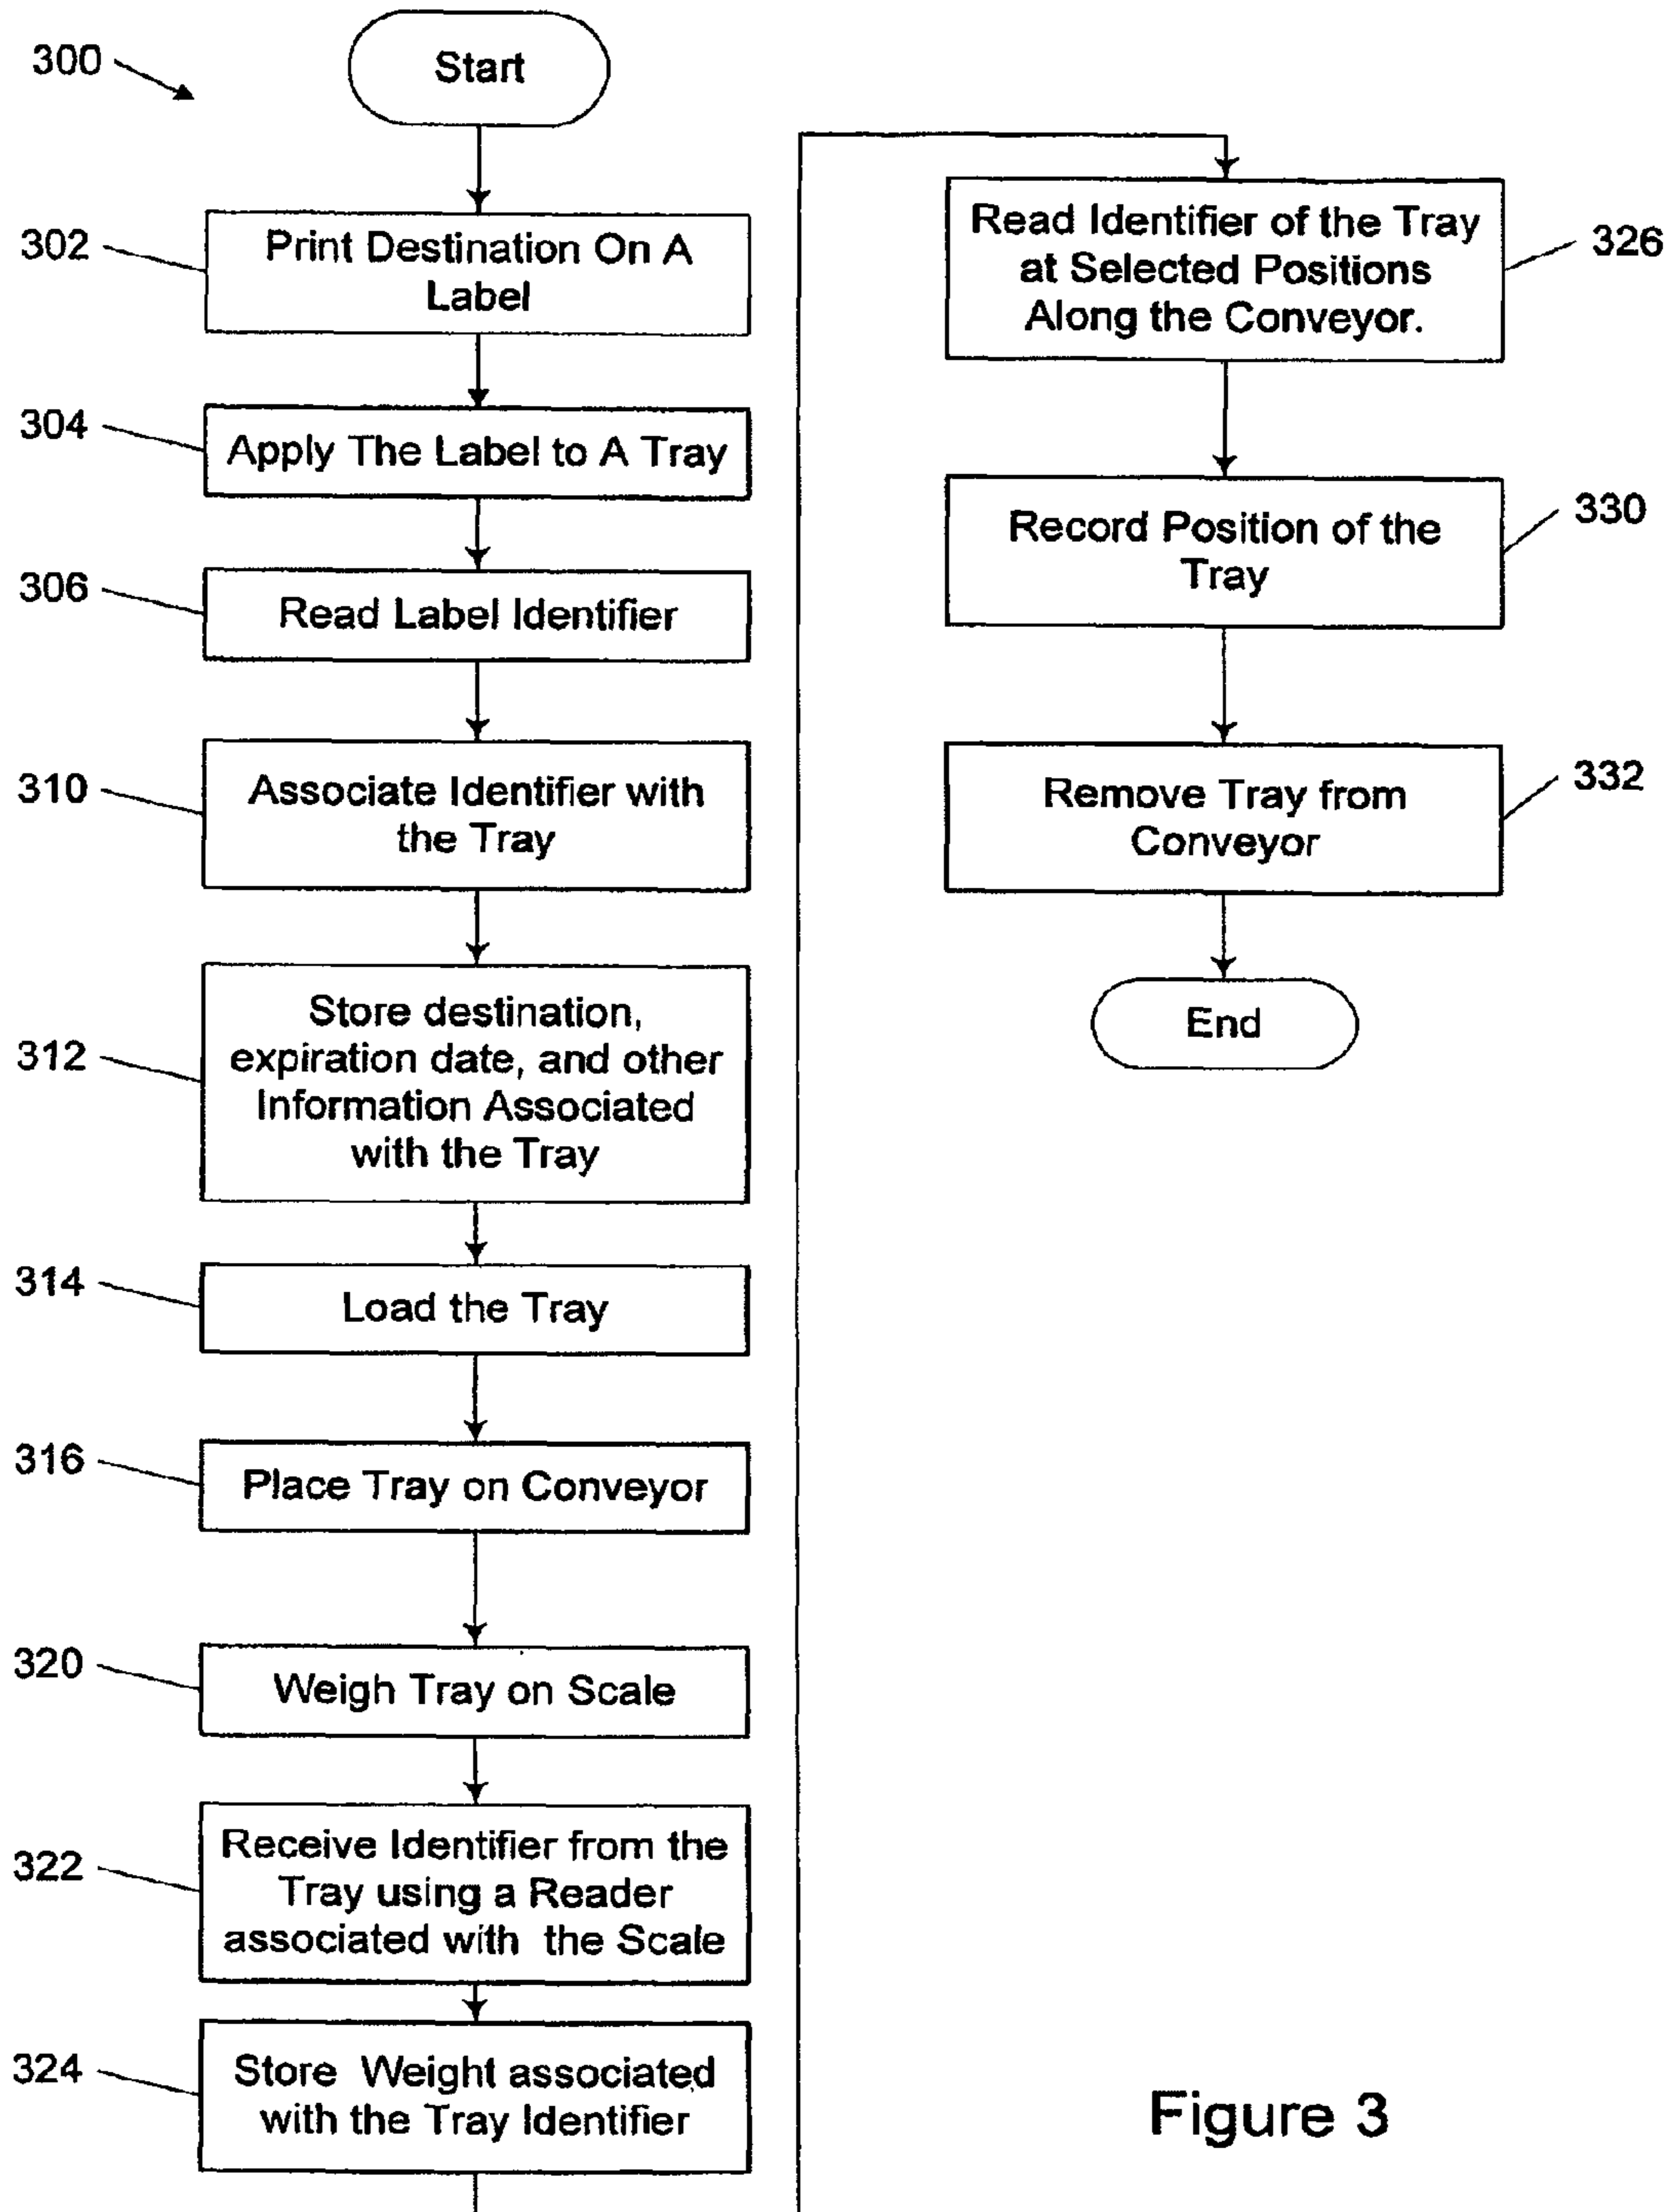 300
Start
302
Print Destination On A
Label
304
Apply The Label to A Tray
306
Read Label Identifier
310
Associate Identifier with
the Tray
312
Store destination,
expiration date, and other
Information Associated
with the Tray
314
Load the Tray
316
Place Tray on Conveyor
320
Weigh Tray on Scale
322
Receive Identifier from the
Tray using a Reader
associated with the Scale
324
Store Weight associated
with the Tray Identifier
Read Identifier of the Tray
at Selected Positions
Along the Conveyor.
326
Record Position of the
Tray
330
Remove Tray from
Conveyor
332
End
Figure 3